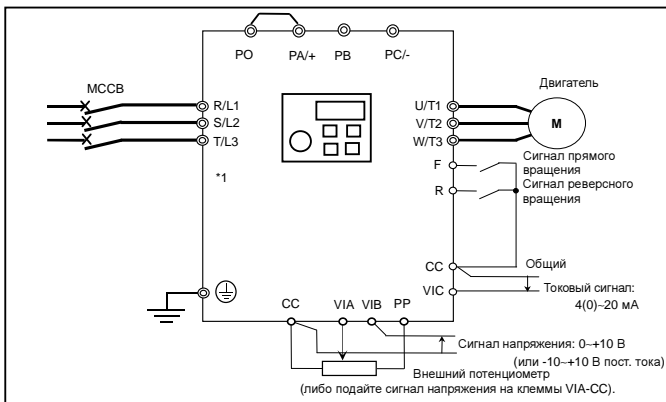 PO PA/+ PB PC/-
MCCB
R/L1
S/L2
T/L3
*1
U/T1
V/T2
W/T3
Двигатель
M
F
Сигнал прямого
вращения
R
Сигнал реверсного
вращения
CC
Общий
VIC
Токовый сигнал:
4(0)~20 мА
CC VIA VIB PP
Сигнал напряжения: 0~+10 В
(или -10~+10 В пост. тока)
Внешний потенциометр
(либо подайте сигнал напряжения на клеммы VIA-CC).